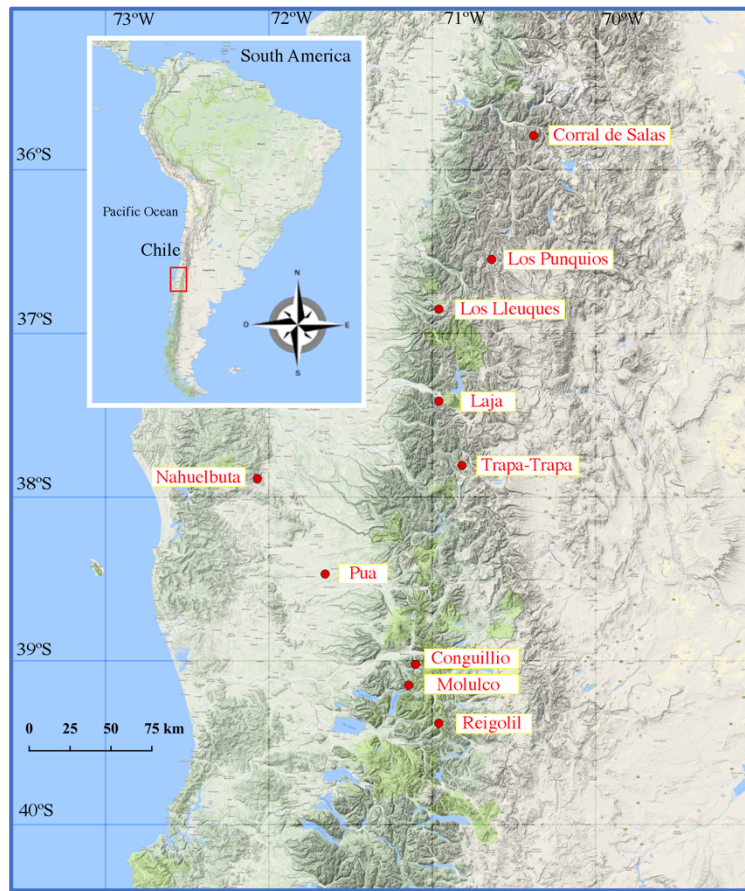 73ºW
72ºW
71ºW
70ºW
South America
Pacific Ocean
Chile
N
O
E
S
36ºS
Corral de Salas
Los Punquios
Los Lleuques
37ºS
Laja
Trapa-Trapa
Nahuelbuta
38ºS
Pua
Conguillio
39ºS
Molulco
Reigolil
0 25 50 75 km
40ºS